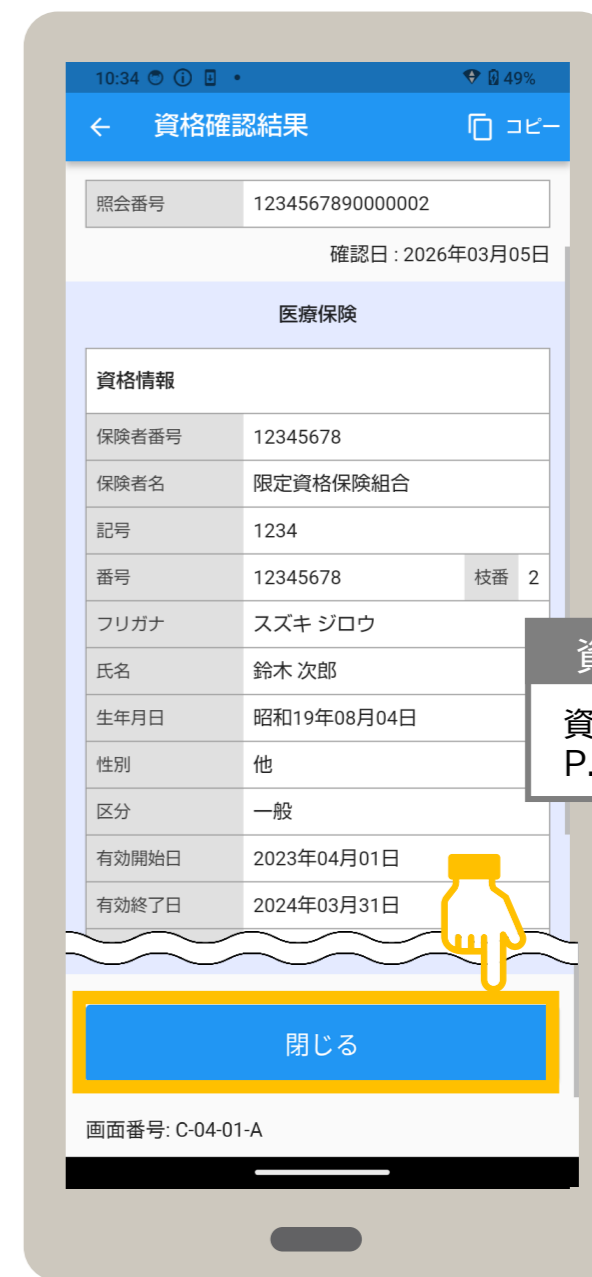 10:34 49%
資格確認結果 コピー
照会番号 1234567890000002
確認日 : 2026年03月05日
医療保険
資格情報
保険者番号 12345678
保険者名 限定資格保険組合
記号 1234
番号 12345678 枝番 2
フリガナ スズキ ジロウ
氏名 鈴木 次郎
資
生年月日 昭和19年08月04日
資
性別 他
P.
区分 一般
有効開始日 2023年04月01日
有効終了日 2024年03月31日
閉じる
画面番号: C-04-01-A